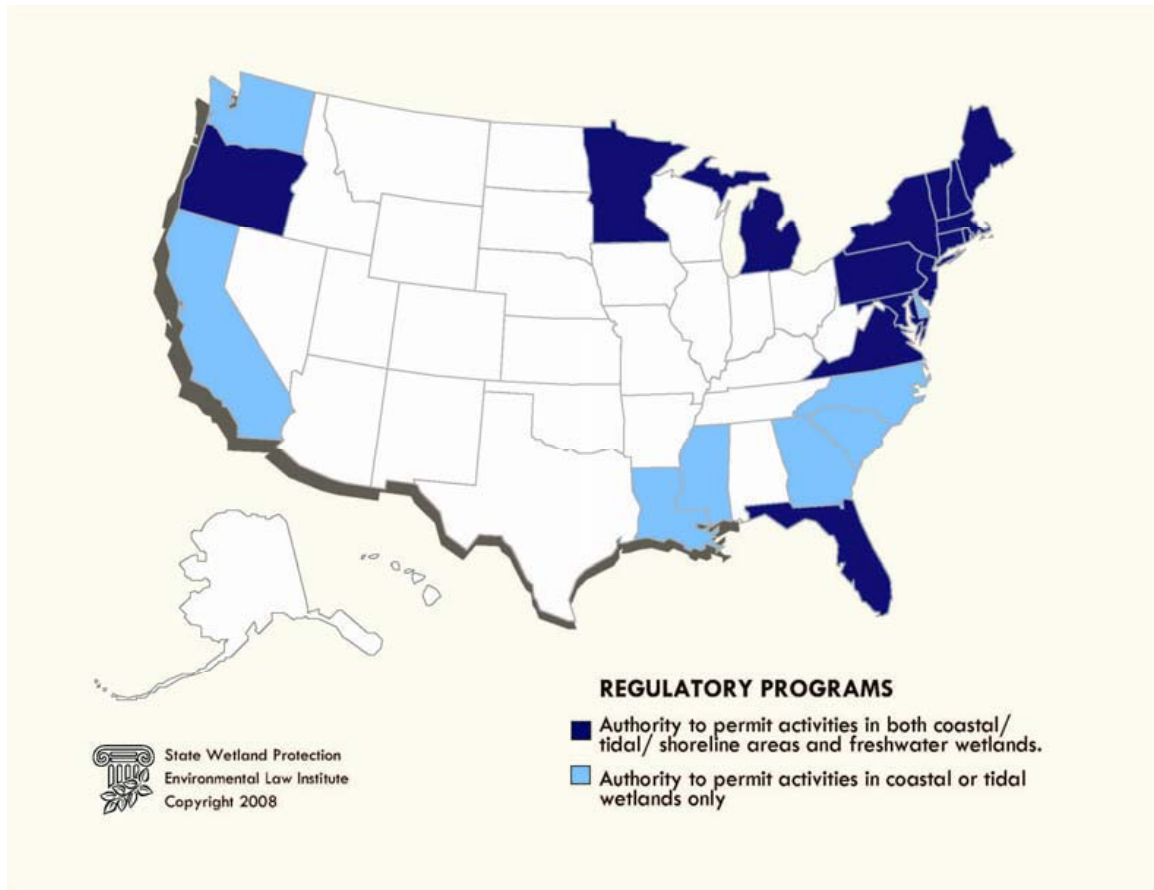 REGULATORY PROGRAMS
Authority to permit activities in both coastal/
tidal/ shoreline areas and freshwater wetlands.
Authority to permit activities in coastal or tidal
wetlands only
State Wetland Protection
Environmental Law Institute
Copyright 2008